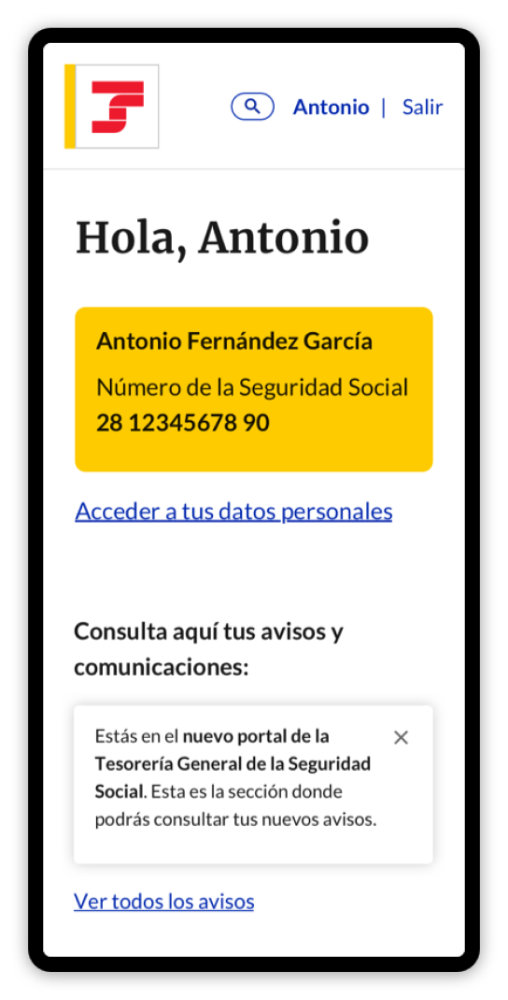 Antonio | Salir
Hola, Antonio
Antonio Fernández García
Número de la Seguridad Social
28 12345678 90
Acceder a tus datos personales
Consulta aquí tus avisos y
comunicaciones:
Estás en el nuevo portal de la
Tesorería General de la Seguridad
Social. Esta es la sección donde
podrás consultar tus nuevos avisos.
Ver todos los avisos